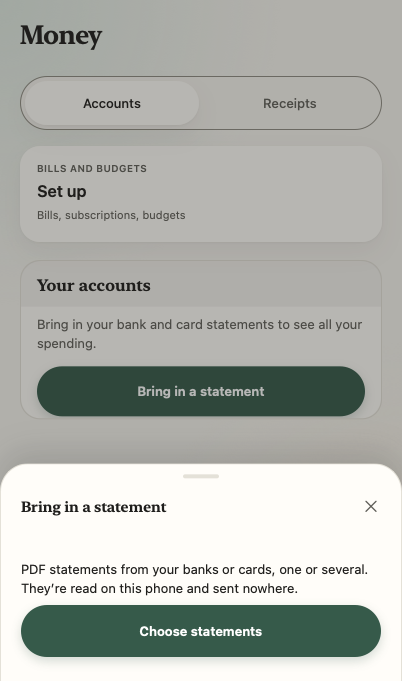 Money
Accounts
Receipts
BILLS AND BUDGETS
Set up
Bills, subscriptions, budgets
Your accounts
Bring in your bank and card statements to see all your
spending.
Bring in a statement
Bring in a statement
PDF statements from your banks or cards, one or several.
They’re read on this phone and sent nowhere.
Choose statements